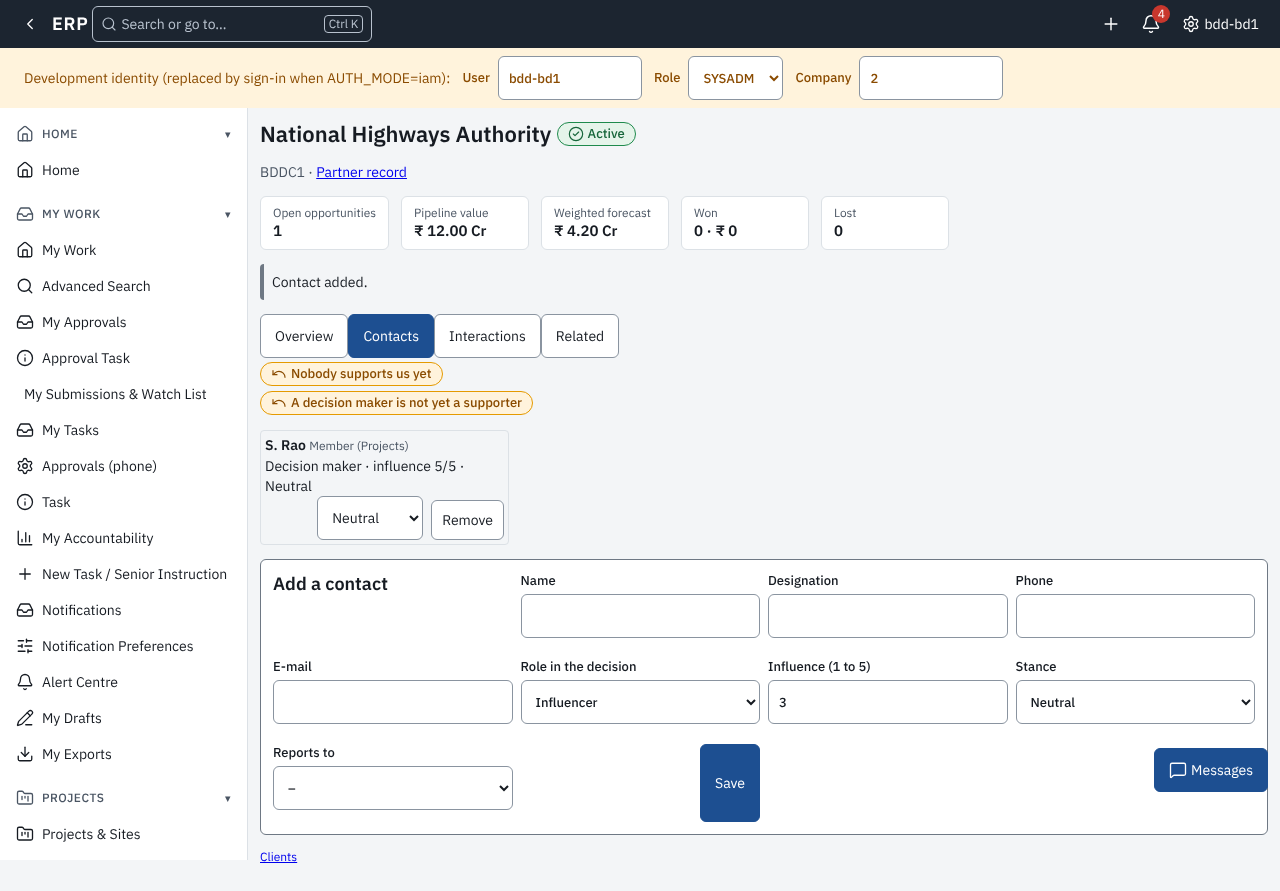 ERP
Search or go to...
Ctrl K
4
bdd-bd1
Development identity (replaced by sign-in when AUTH_MODE=iam):
User
bdd-bd1
Role
SYSADM
Company
2
HOME
Home
MY WORK
My Work
Advanced Search
My Approvals
Approval Task
My Submissions & Watch List
My Tasks
Approvals (phone)
Task
My Accountability
New Task / Senior Instruction
Notifications
Notification Preferences
Alert Centre
My Drafts
My Exports
PROJECTS
Projects & Sites
National Highways Authority
Active
BDDC1 · Partner record
Open opportunities
1
Pipeline value
₹ 12.00 Cr
Weighted forecast
₹ 4.20 Cr
Won
0 · ₹ 0
Lost
0
Contact added.
Overview
Contacts
Interactions
Related
Nobody supports us yet
A decision maker is not yet a supporter
S. Rao Member (Projects)
Decision maker · influence 5/5 ·
Neutral
Neutral
Remove
Add a contact
Name
Designation
Phone
E-mail
Role in the decision
Influencer
Influence (1 to 5)
3
Stance
Neutral
Reports to
–
Save
Messages
Clients